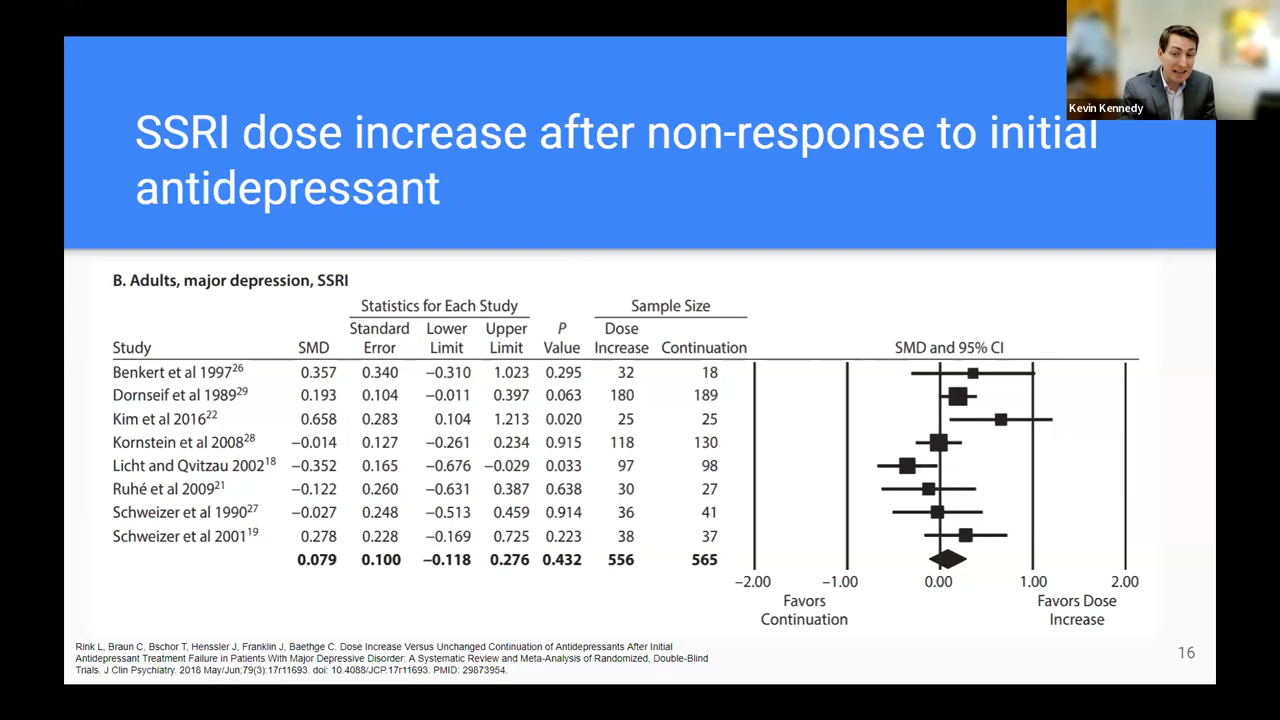 Kevin Kennedy
SSRI dose increase after non-response to initial
antidepressant
B. Adults, major depression, SSRI
Statistics for Each Study Sample Size
Standard Lower Upper P Dose
Study SMD Error Limit Limit Value Increase Continuation SMD and 95% CI
Benkert et al 1997²⁶ 0.357 0.340 −0.310 1.023 0.295 32 18
Dornseif et al 1989²⁹ 0.193 0.104 −0.011 0.397 0.063 180 189
Kim et al 2016²² 0.658 0.283 0.104 1.213 0.020 25 25
Kornstein et al 2008²⁸ −0.014 0.127 −0.261 0.234 0.915 118 130
Licht and Qvitzau 2002¹⁸ −0.352 0.165 −0.676 −0.029 0.033 97 98
Ruhé et al 2009²¹ −0.122 0.260 −0.631 0.387 0.638 30 27
Schweizer et al 1990²⁷ −0.027 0.248 −0.513 0.459 0.914 36 41
Schweizer et al 2001¹⁹ 0.278 0.228 −0.169 0.725 0.223 38 37
0.079 0.100 −0.118 0.276 0.432 556 565
−2.00 −1.00 0.00 1.00 2.00
Favors Favors Dose
Continuation Increase
Rink L, Braun C, Bschor T, Henssler J, Franklin J, Baethge C. Dose Increase Versus Unchanged Continuation of Antidepressants After Initial
Antidepressant Treatment Failure in Patients With Major Depressive Disorder: A Systematic Review and Meta-Analysis of Randomized, Double-Blind
Trials. J Clin Psychiatry. 2018 May/Jun;79(3):17r11693. doi: 10.4088/JCP.17r11693. PMID: 29873954.
16